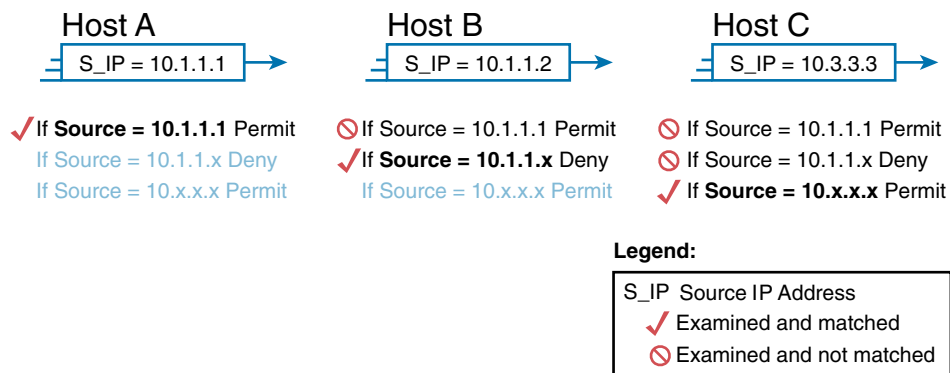 Host A
S_IP = 10.1.1.1
If Source = 10.1.1.1 Permit
If Source = 10.1.1.x Deny
If Source = 10.x.x.x Permit
Host B
S_IP = 10.1.1.2
If Source = 10.1.1.1 Permit
If Source = 10.1.1.x Deny
If Source = 10.x.x.x Permit
Host C
S_IP = 10.3.3.3
If Source = 10.1.1.1 Permit
If Source = 10.1.1.x Deny
If Source = 10.x.x.x Permit
Legend:
S_IP Source IP Address
Examined and matched
Examined and not matched